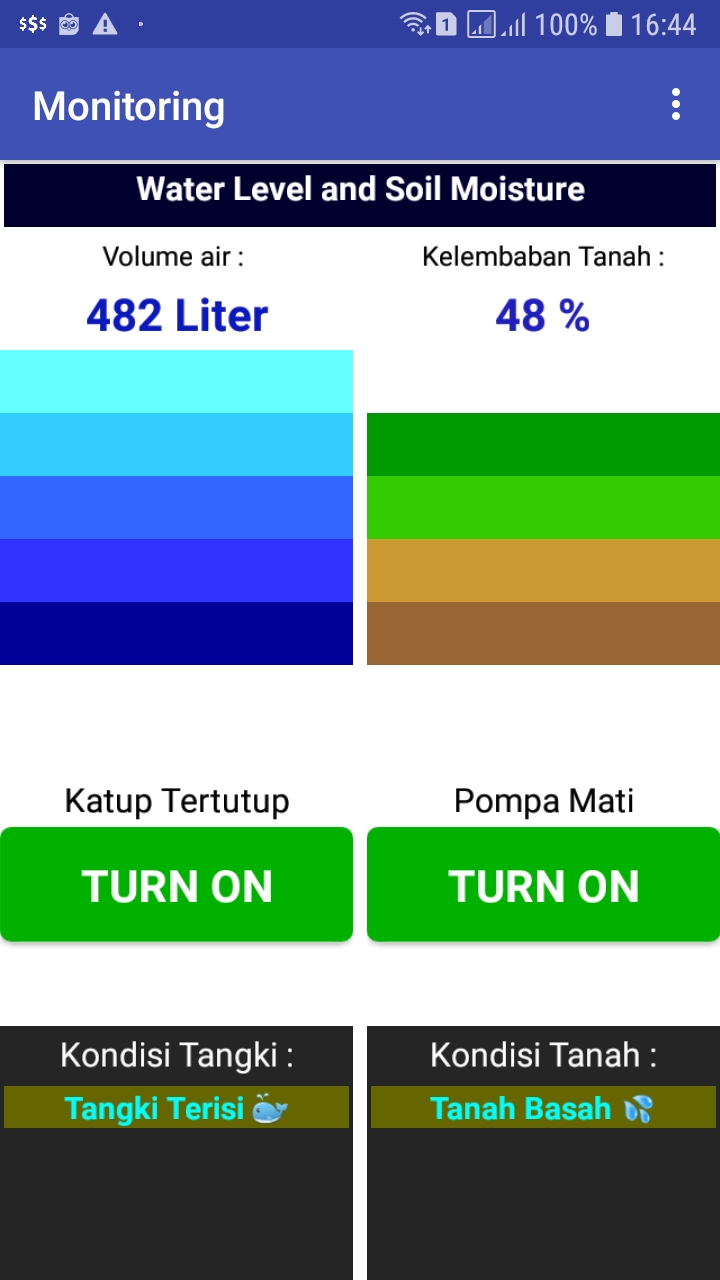 $$$ 1 100% 16:44
Monitoring
Water Level and Soil Moisture
Volume air :
482 Liter
Kelembaban Tanah :
48 %
Katup Tertutup
TURN ON
Pompa Mati
TURN ON
Kondisi Tangki :
Tangki Terisi 🐳
Kondisi Tanah :
Tanah Basah 💦